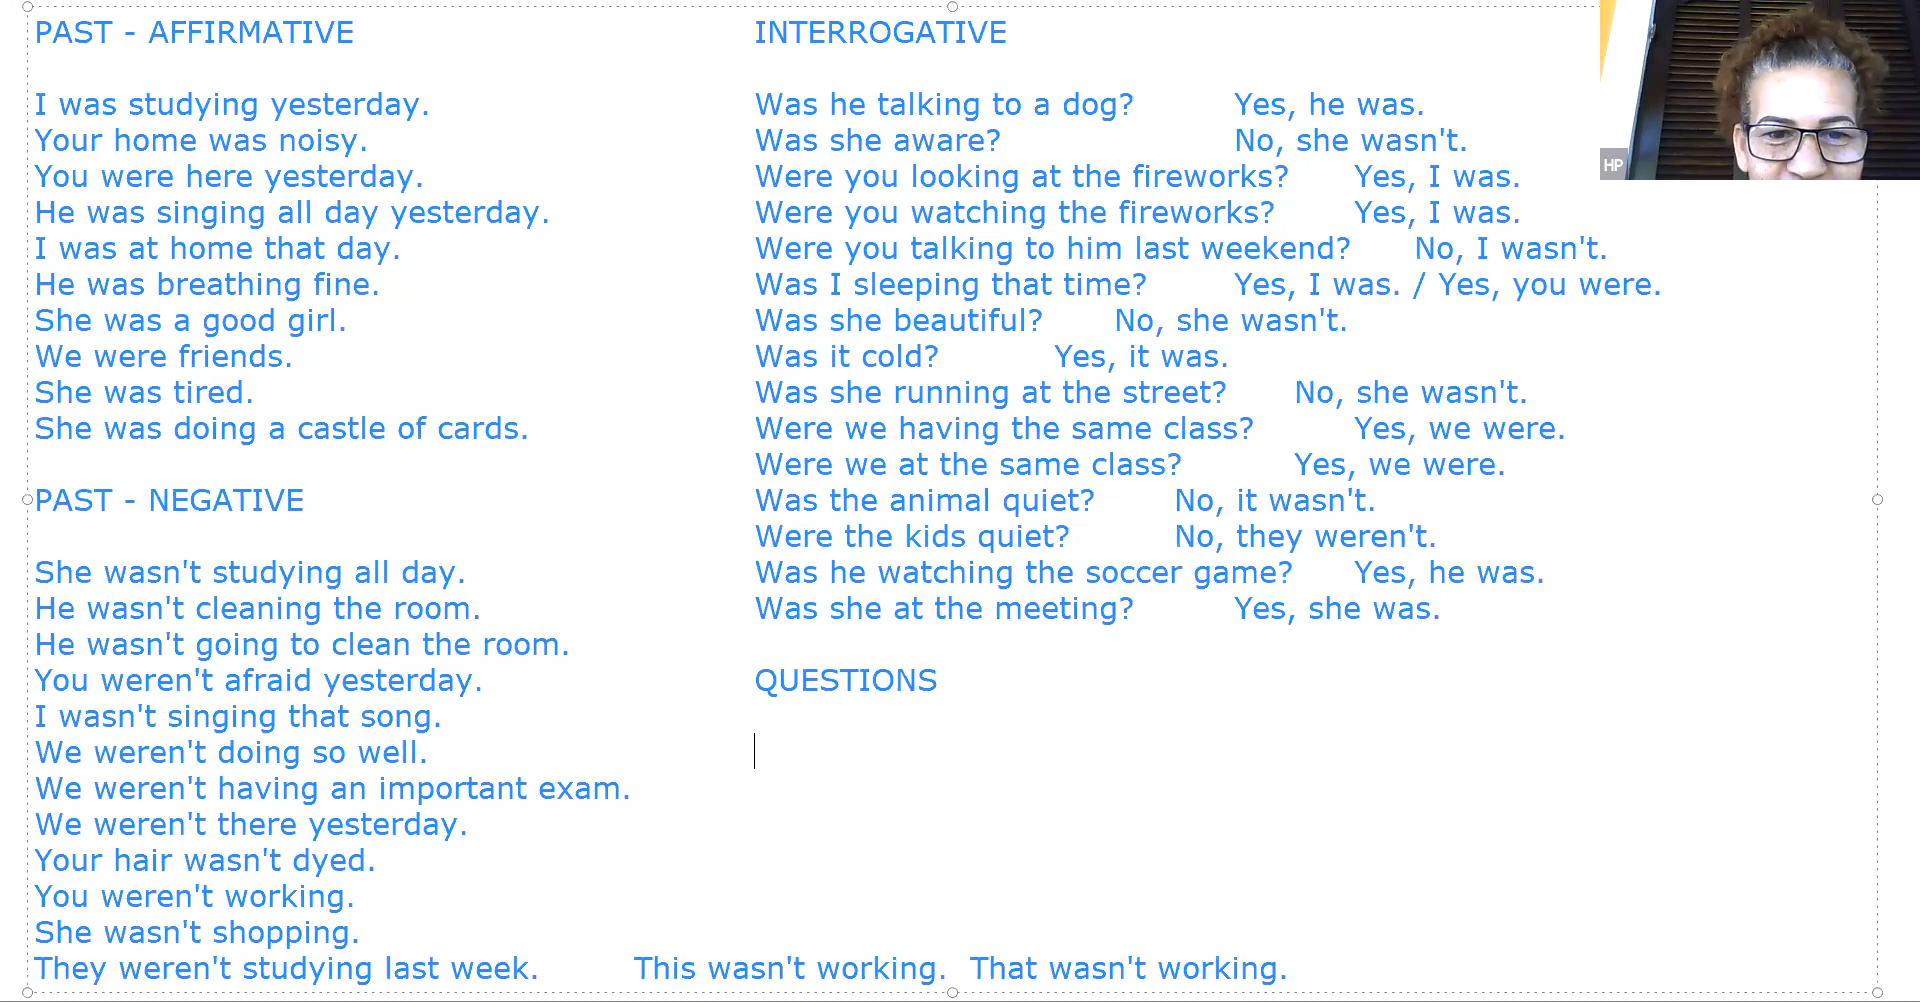 PAST - AFFIRMATIVE
I was studying yesterday.
Your home was noisy.
You were here yesterday.
He was singing all day yesterday.
I was at home that day.
He was breathing fine.
She was a good girl.
We were friends.
She was tired.
She was doing a castle of cards.
PAST - NEGATIVE
She wasn't studying all day.
He wasn't cleaning the room.
He wasn't going to clean the room.
You weren't afraid yesterday.
I wasn't singing that song.
We weren't doing so well.
We weren't having an important exam.
We weren't there yesterday.
Your hair wasn't dyed.
You weren't working.
She wasn't shopping.
They weren't studying last week. This wasn't working. That wasn't working.
INTERROGATIVE
Was he talking to a dog? Yes, he was.
Was she aware? No, she wasn't.
Were you looking at the fireworks? Yes, I was.
Were you watching the fireworks? Yes, I was.
Were you talking to him last weekend? No, I wasn't.
Was I sleeping that time? Yes, I was. / Yes, you were.
Was she beautiful? No, she wasn't.
Was it cold? Yes, it was.
Was she running at the street? No, she wasn't.
Were we having the same class? Yes, we were.
Were we at the same class? Yes, we were.
Was the animal quiet? No, it wasn't.
Were the kids quiet? No, they weren't.
Was he watching the soccer game? Yes, he was.
Was she at the meeting? Yes, she was.
QUESTIONS
HP